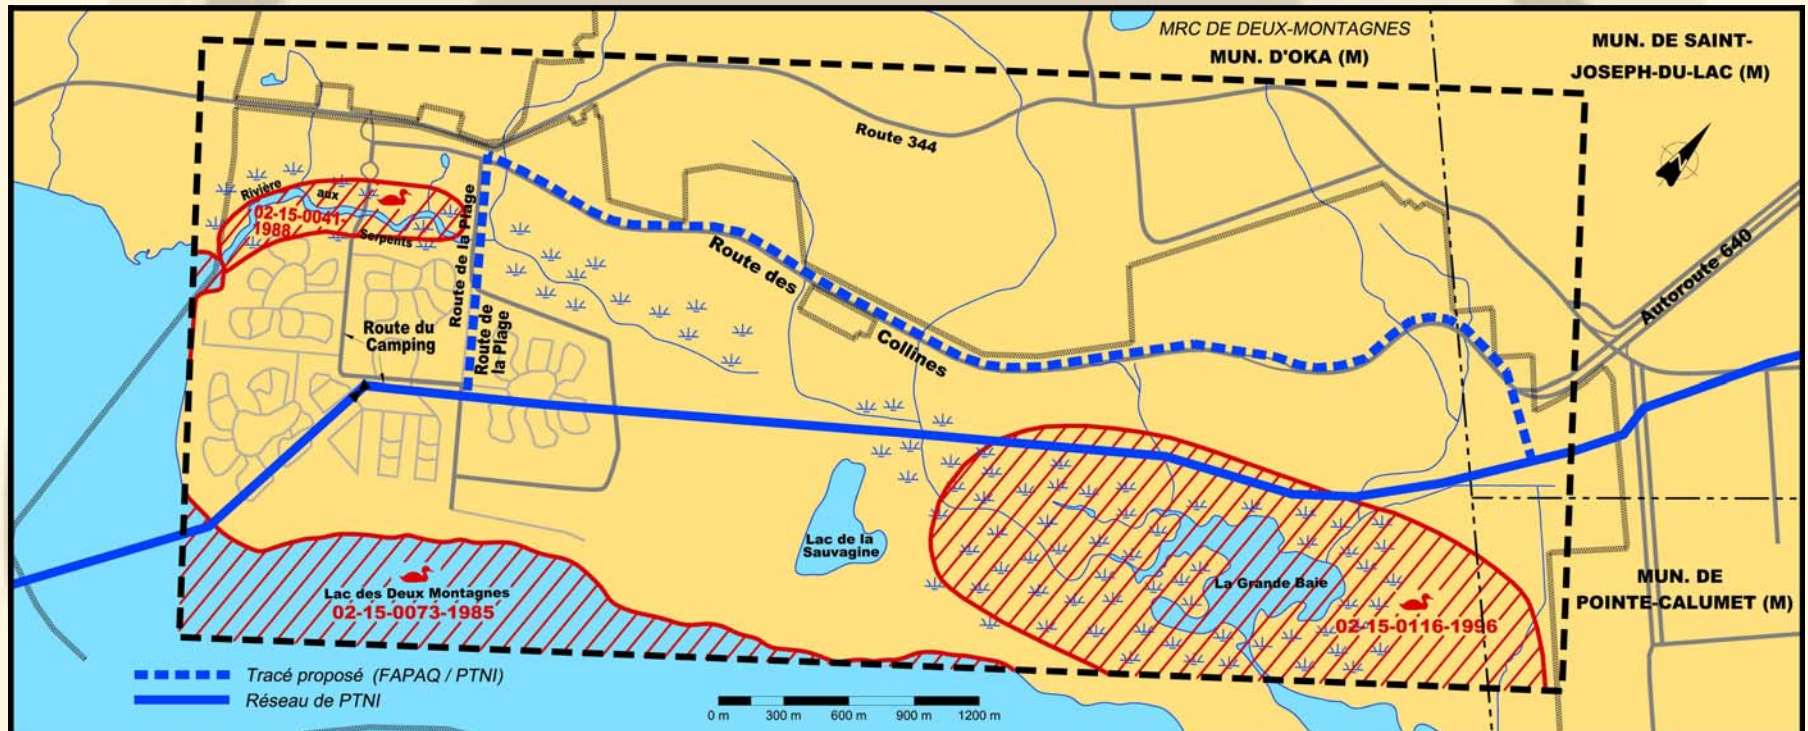 MRC DE DEUX-MONTAGNES
MUN. D'OKA (M)
MUN. DE SAINT-
JOSEPH-DU-LAC (M)
N
Route 344
Rivière
aux
Serpents
02-15-0041-
1988
Route de la Plage
Route de
la Plage
Route des
Collines
Autoroute 640
Route du
Camping
Lac de la
Sauvagine
La Grande Baie
02-15-0116-1996
MUN. DE
POINTE-CALUMET (M)
Lac des Deux Montagnes
02-15-0073-1985
Tracé proposé (FAPAQ / PTNI)
Réseau de PTNI
0 m 300 m 600 m 900 m 1200 m